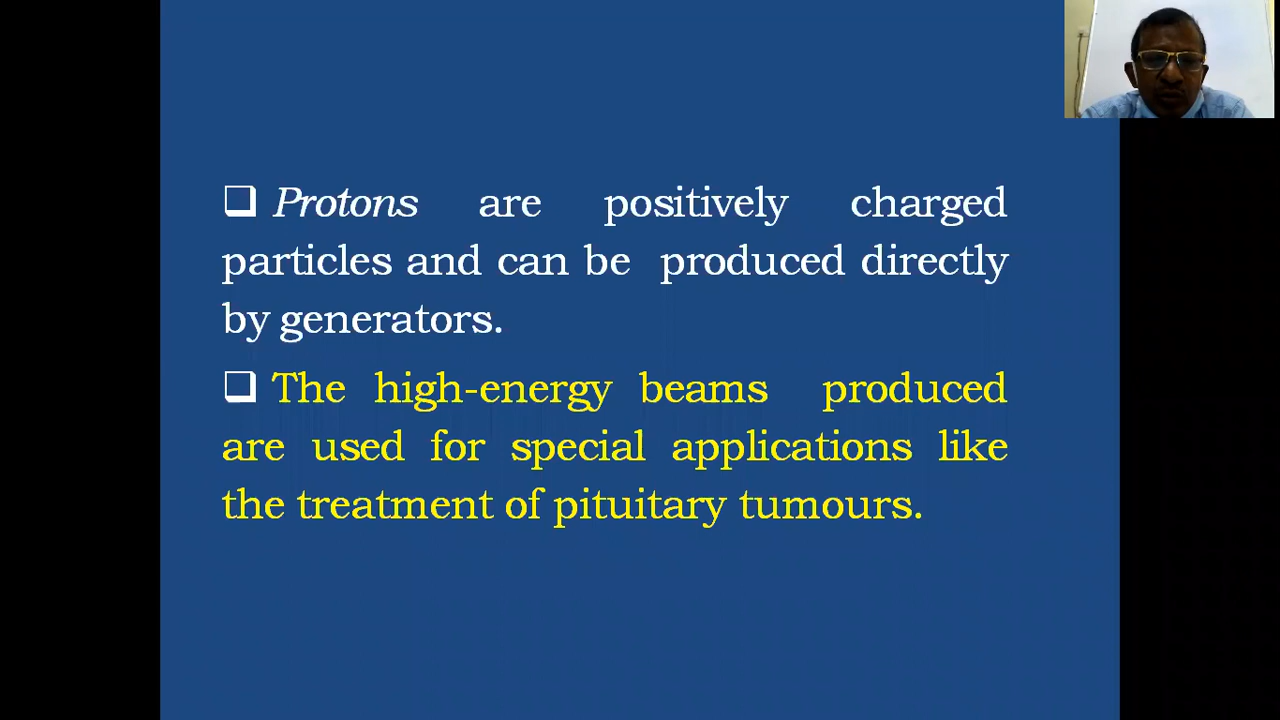 ❑ Protons are positively charged
particles and can be produced directly
by generators.
❑ The high-energy beams produced
are used for special applications like
the treatment of pituitary tumours.